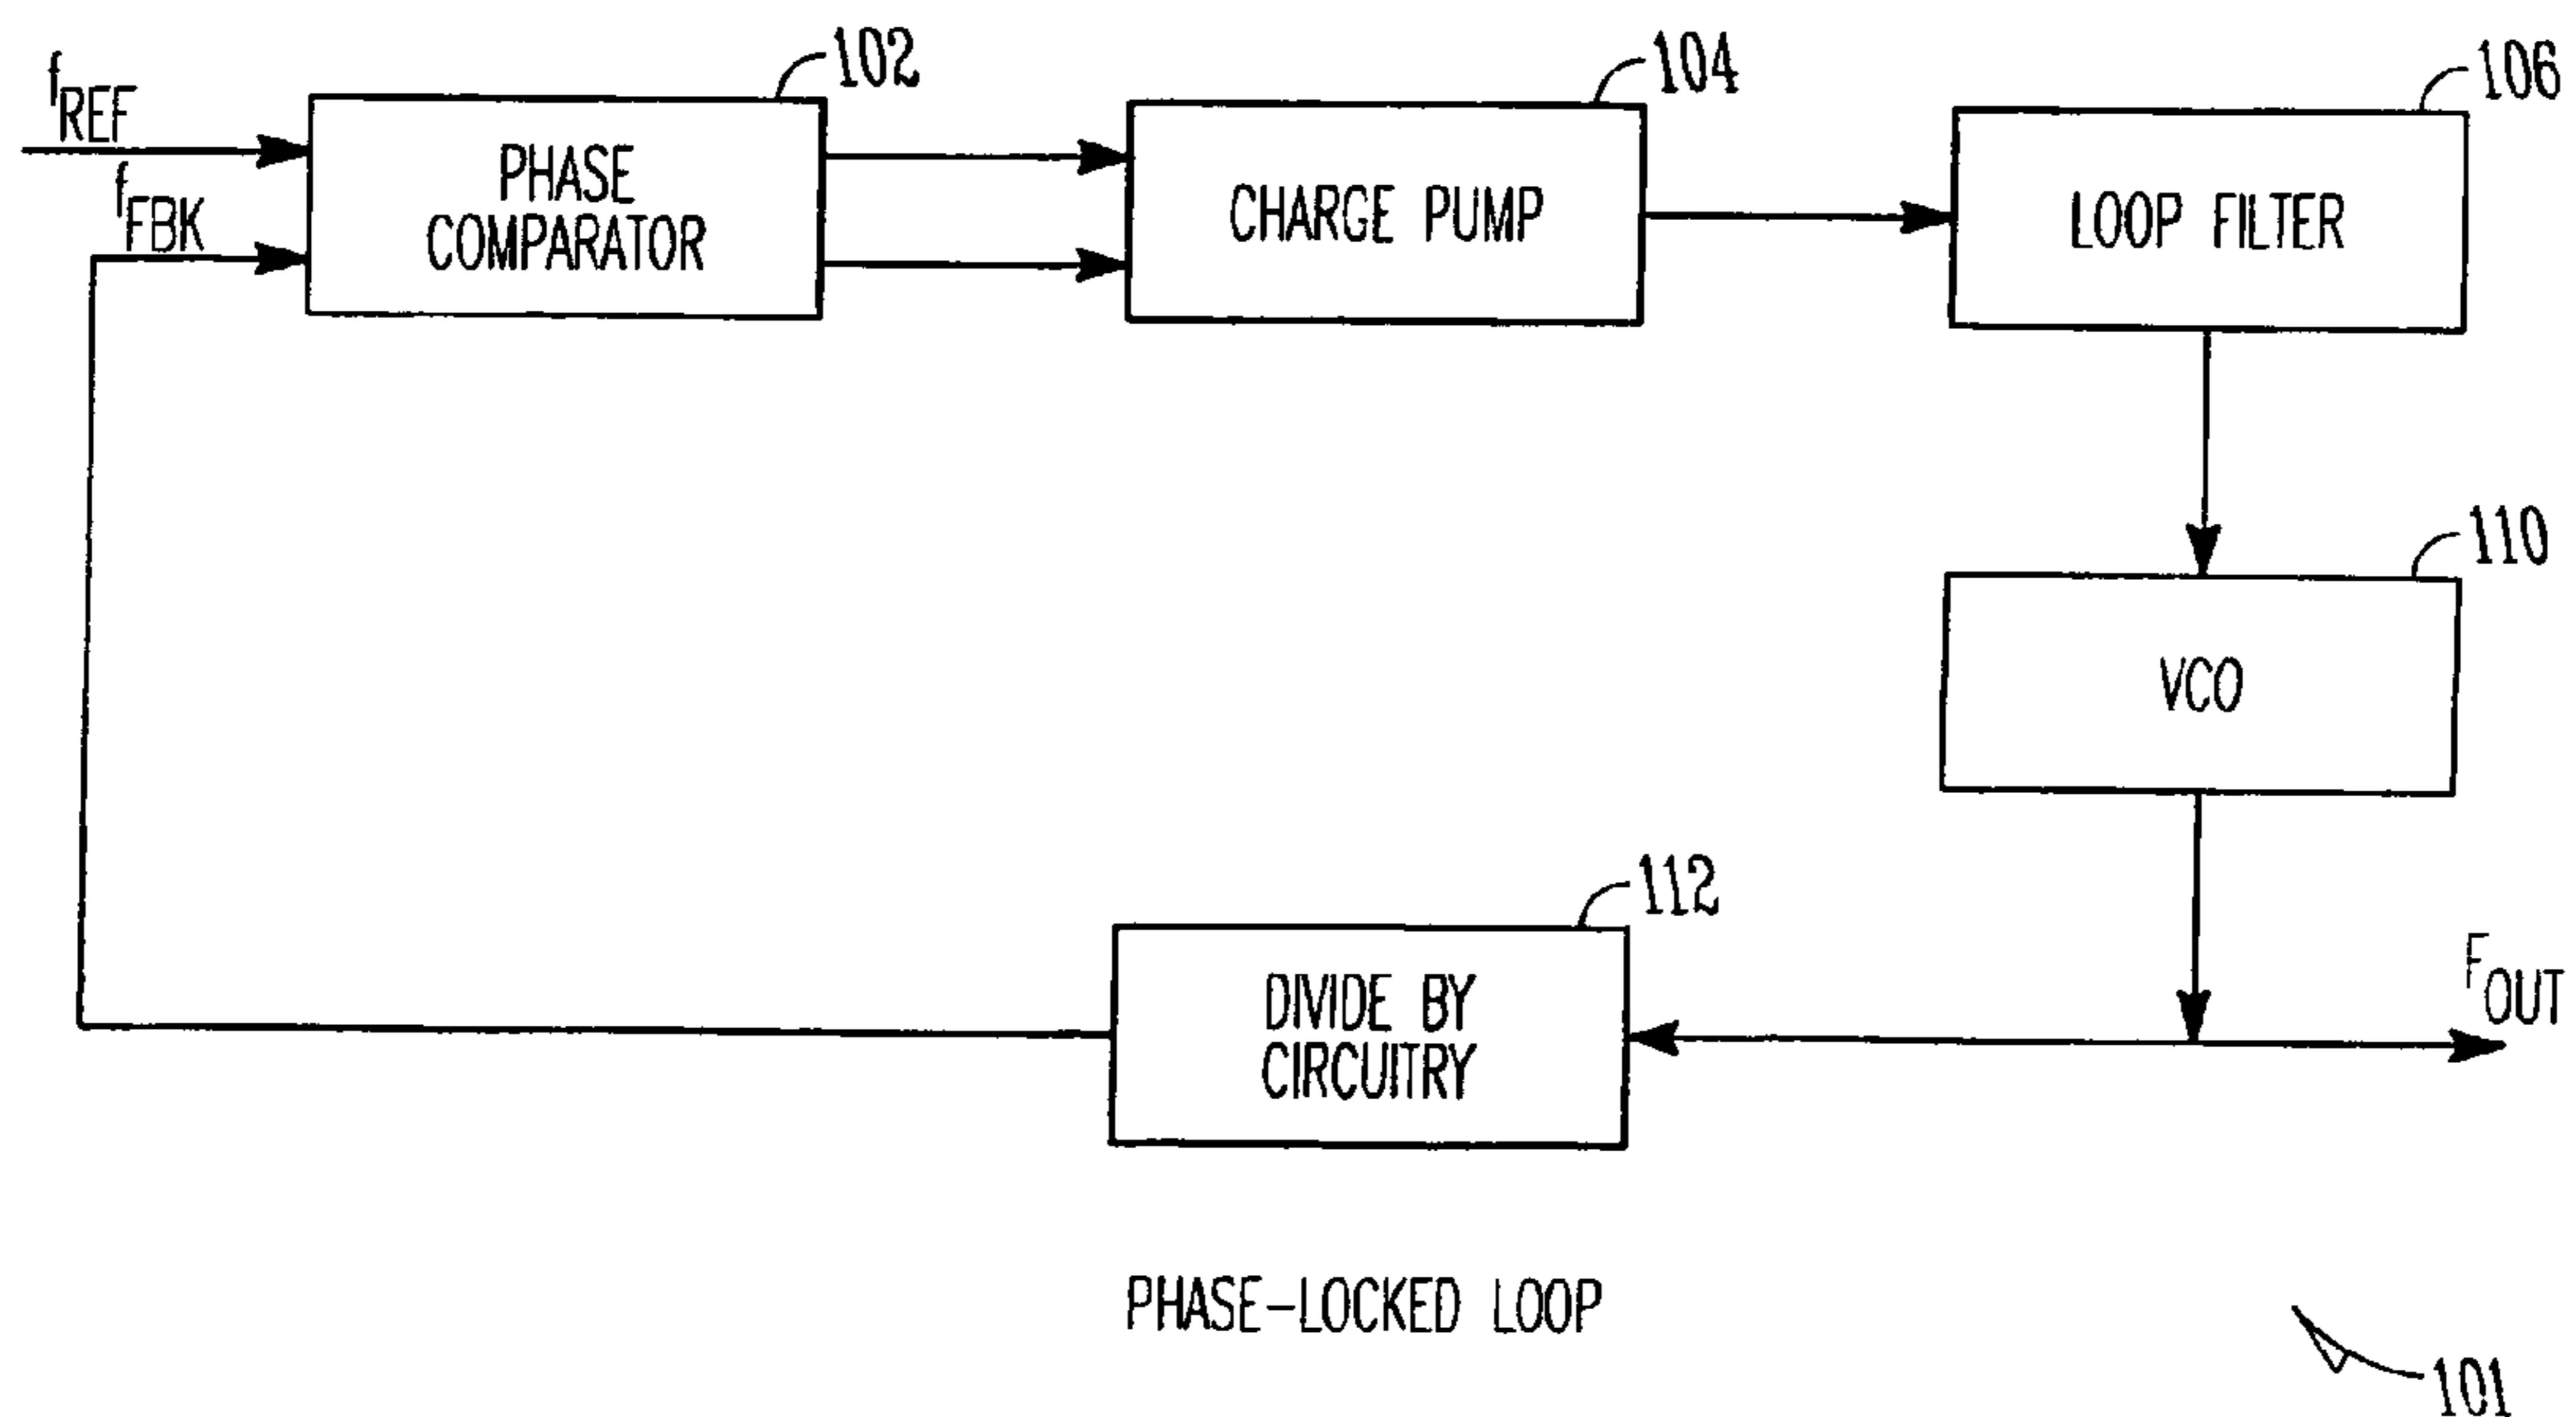 102
104
106
fREF
fFBK
PHASE
COMPARATOR
CHARGE PUMP
LOOP FILTER
110
VCO
112
DIVIDE BY
CIRCUITRY
FOUT
PHASE-LOCKED LOOP
101